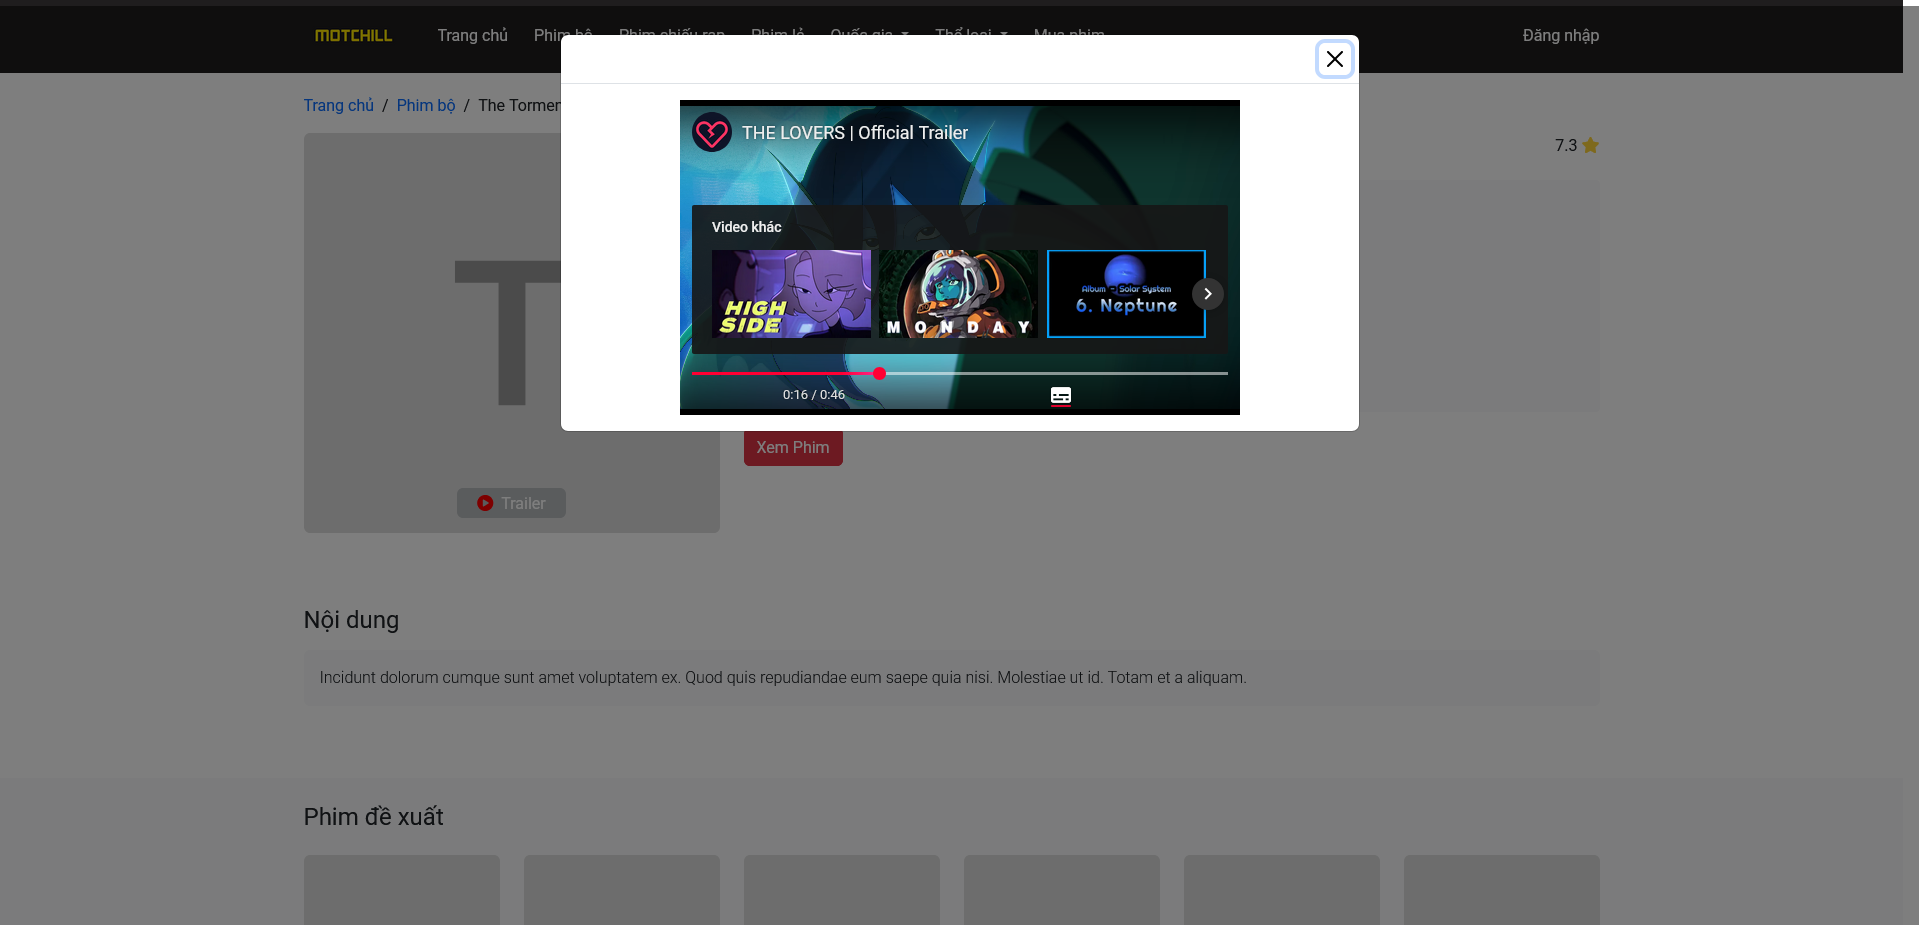 MOTCHILL
Trang chủ
Phim bộ
Phim chiếu rạp
Phim lẻ
Quốc gia
Thể loại
Mua phim
Đăng nhập
Trang chủ / Phim bộ / The
THE LOVERS | Official Trailer
7.3
Video khác
HIGH SIDE
MONDAY
Album - Solar System
6. Neptune
0:16 / 0:46
T
Xem Phim
Trailer
Nội dung
Incidunt dolorum cumque sunt amet voluptatem ex. Quod quis repudiandae eum saepe quia nisi. Molestiae ut id. Totam et a aliquam.
Phim đề xuất